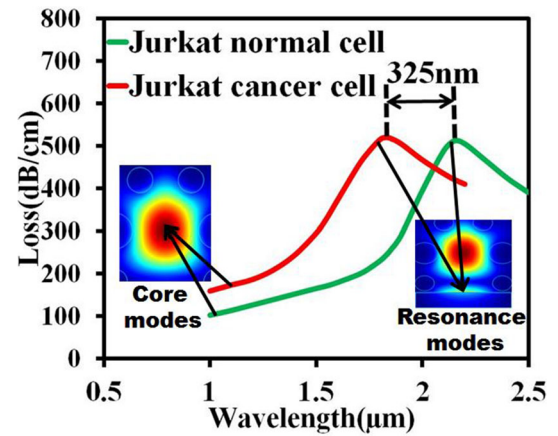 800
700
600
500
400
300
200
100
0
Loss(dB/cm)
Jurkat normal cell
Jurkat cancer cell
325nm
Core
modes
Resonance
modes
0.5
1
1.5
2
2.5
Wavelength(μm)